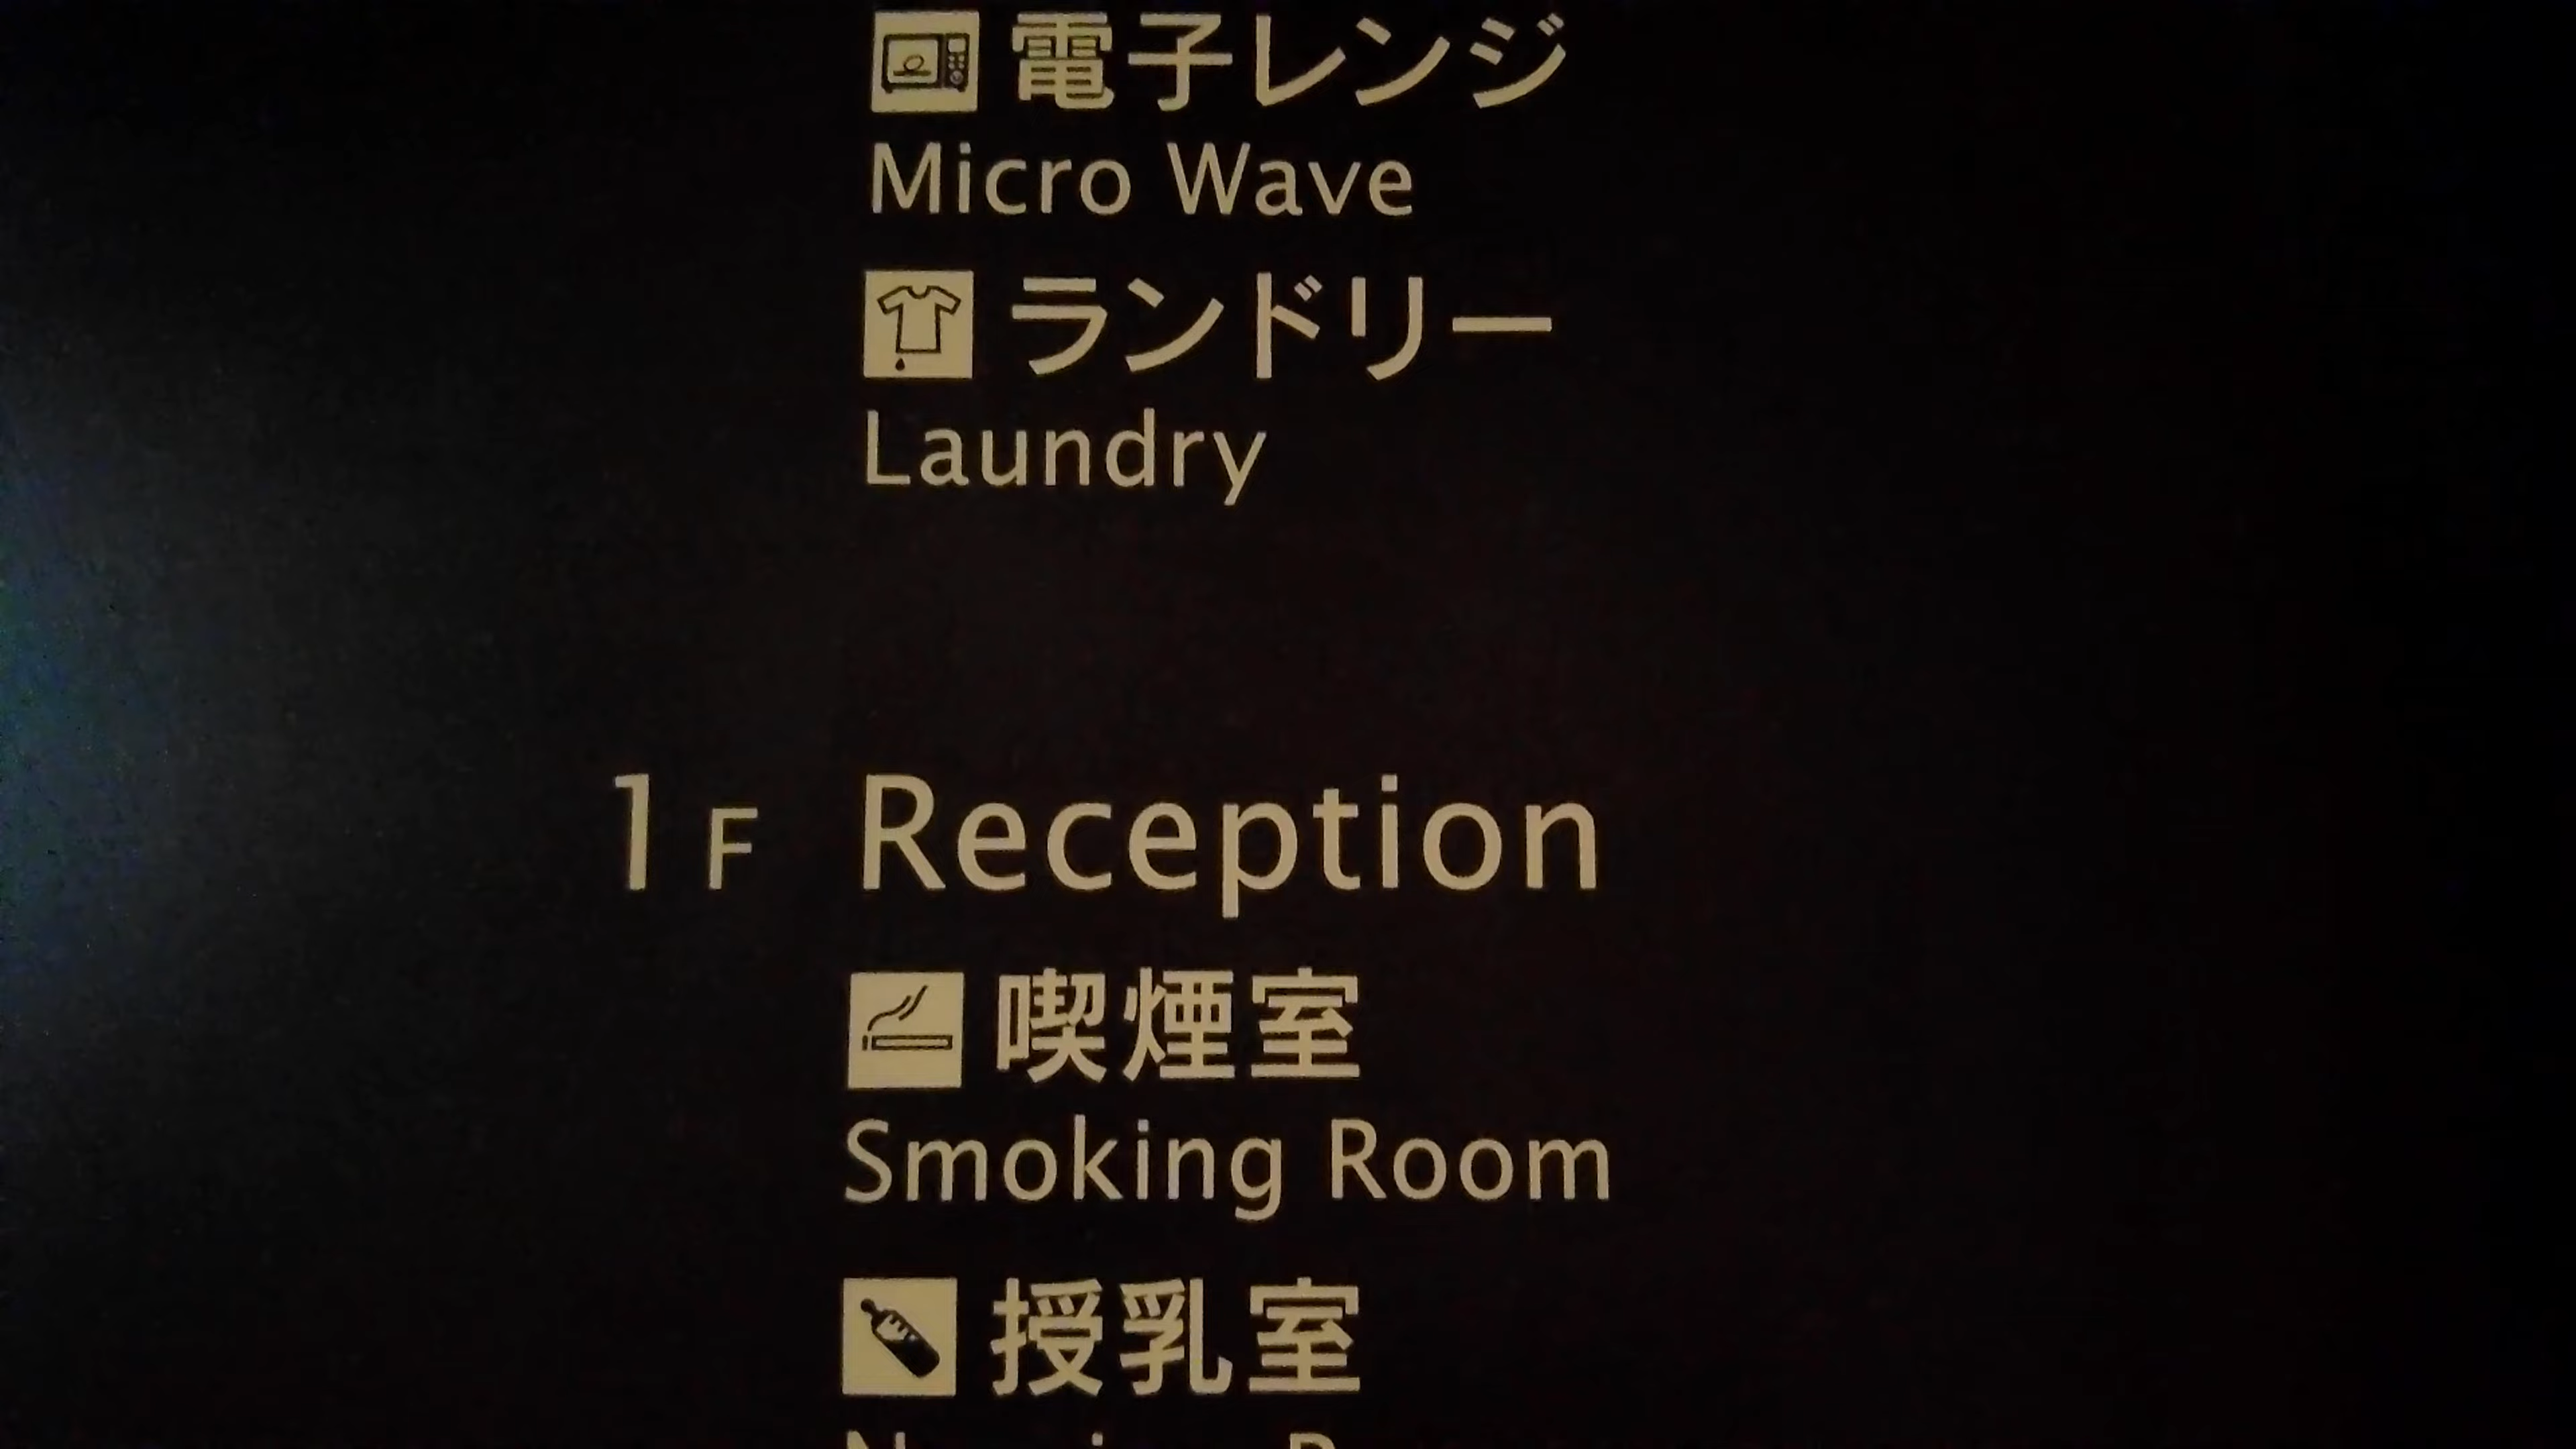 電子レンジ
Micro Wave
ランドリー
Laundry
1F Reception
喫煙室
Smoking Room
授乳室